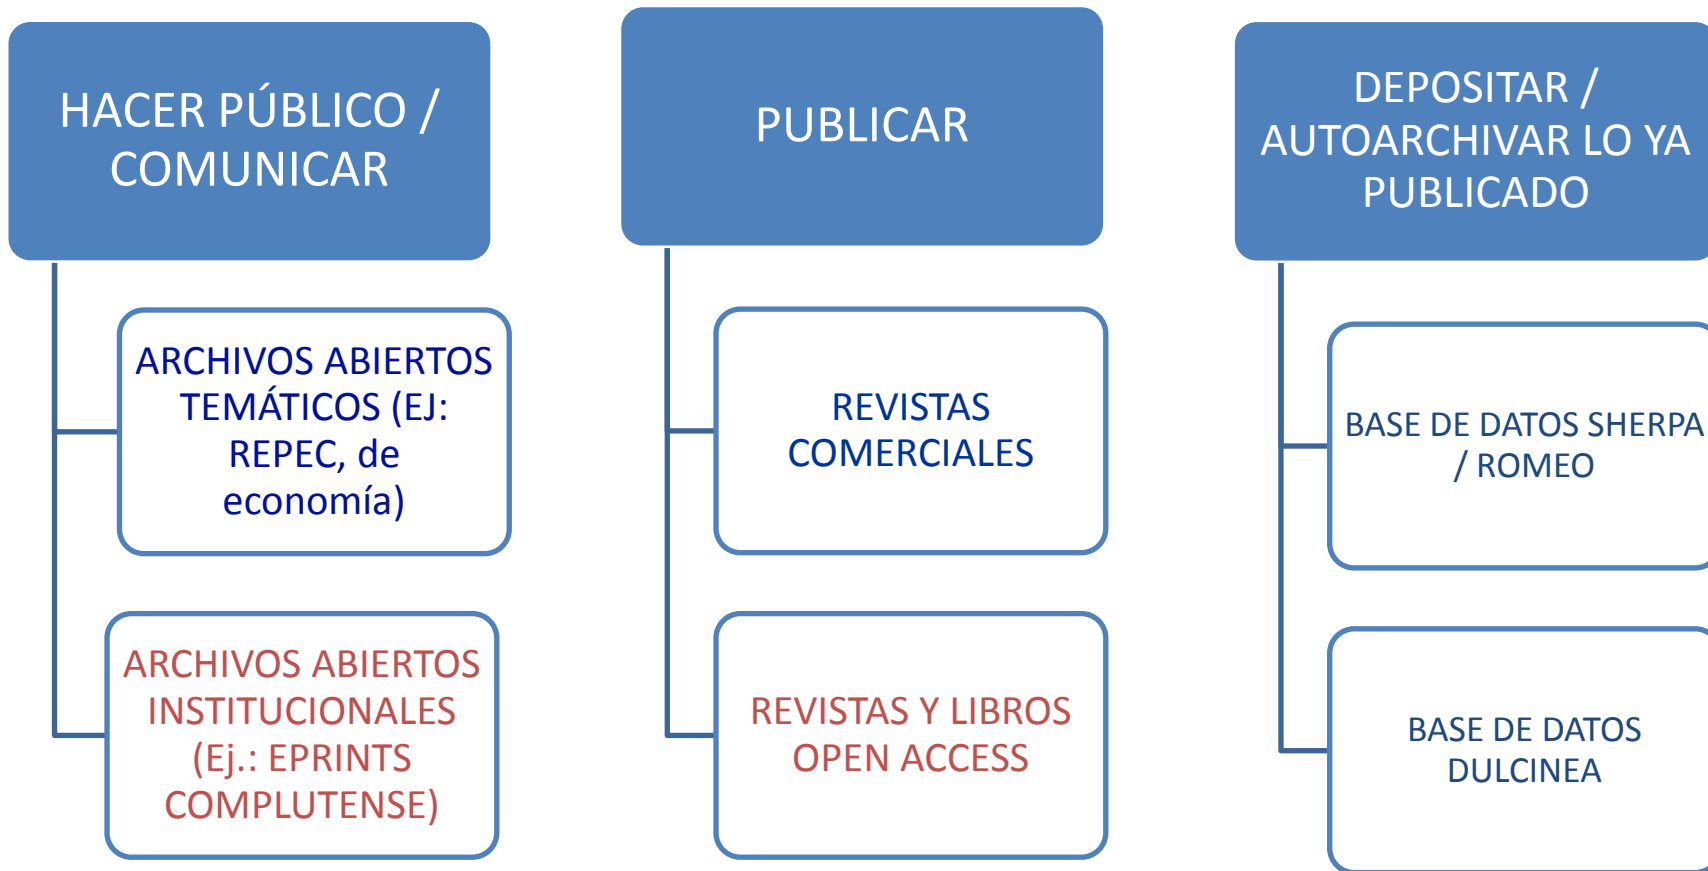 HACER PÚBLICO /
COMUNICAR
ARCHIVOS ABIERTOS
TEMÁTICOS (EJ:
REPEC, de
economía)
ARCHIVOS ABIERTOS
INSTITUCIONALES
(Ej.: EPRINTS
COMPLUTENSE)
PUBLICAR
REVISTAS
COMERCIALES
REVISTAS Y LIBROS
OPEN ACCESS
DEPOSITAR /
AUTOARCHIVAR LO YA
PUBLICADO
BASE DE DATOS SHERPA
/ ROMEO
BASE DE DATOS
DULCINEA